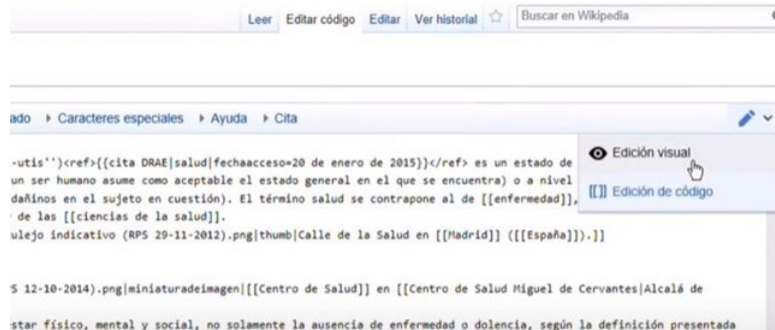 Leer Editar código Editar Ver historial Buscar en Wikipedia
ado Caracteres especiales Ayuda Cita
Edición visual
[[]] Edición de código
-utis'')<ref>{{cita DRAE|salud|fechaacceso=20 de enero de 2015}}</ref> es un estado de
un ser humano asume como aceptable el estado general en el que se encuentra) o a nivel
dañinos en el sujeto en cuestión). El término salud se contrapone al de [[enfermedad]],
de las [[ciencias de la salud]].
ulejo indicativo (RPS 29-11-2012).png|thumb|Calle de la Salud en [[Madrid]] ([[España]]).]]
S 12-10-2014).png|miniaturadeimagen|[[Centro de Salud]] en [[Centro de Salud Miguel de Cervantes|Alcalá de
star físico, mental y social, no solamente la ausencia de enfermedad o dolencia, según la definición presentada